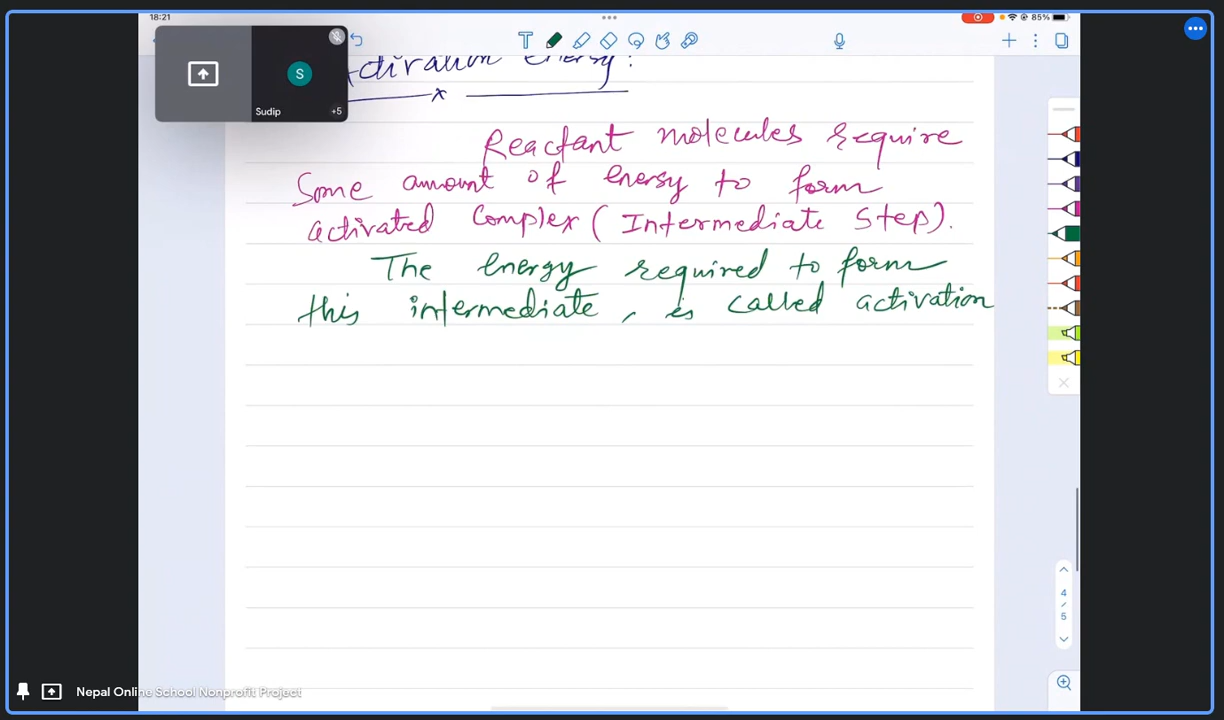 18:21
85%
T
S
Sudip
+5
Activation Energy:
Reactant molecules require
Some amount of energy to form
activated Complex (Intermediate Step).
The energy required to form
this intermediate, is called activation
4
/
5
Nepal Online School Nonprofit Project